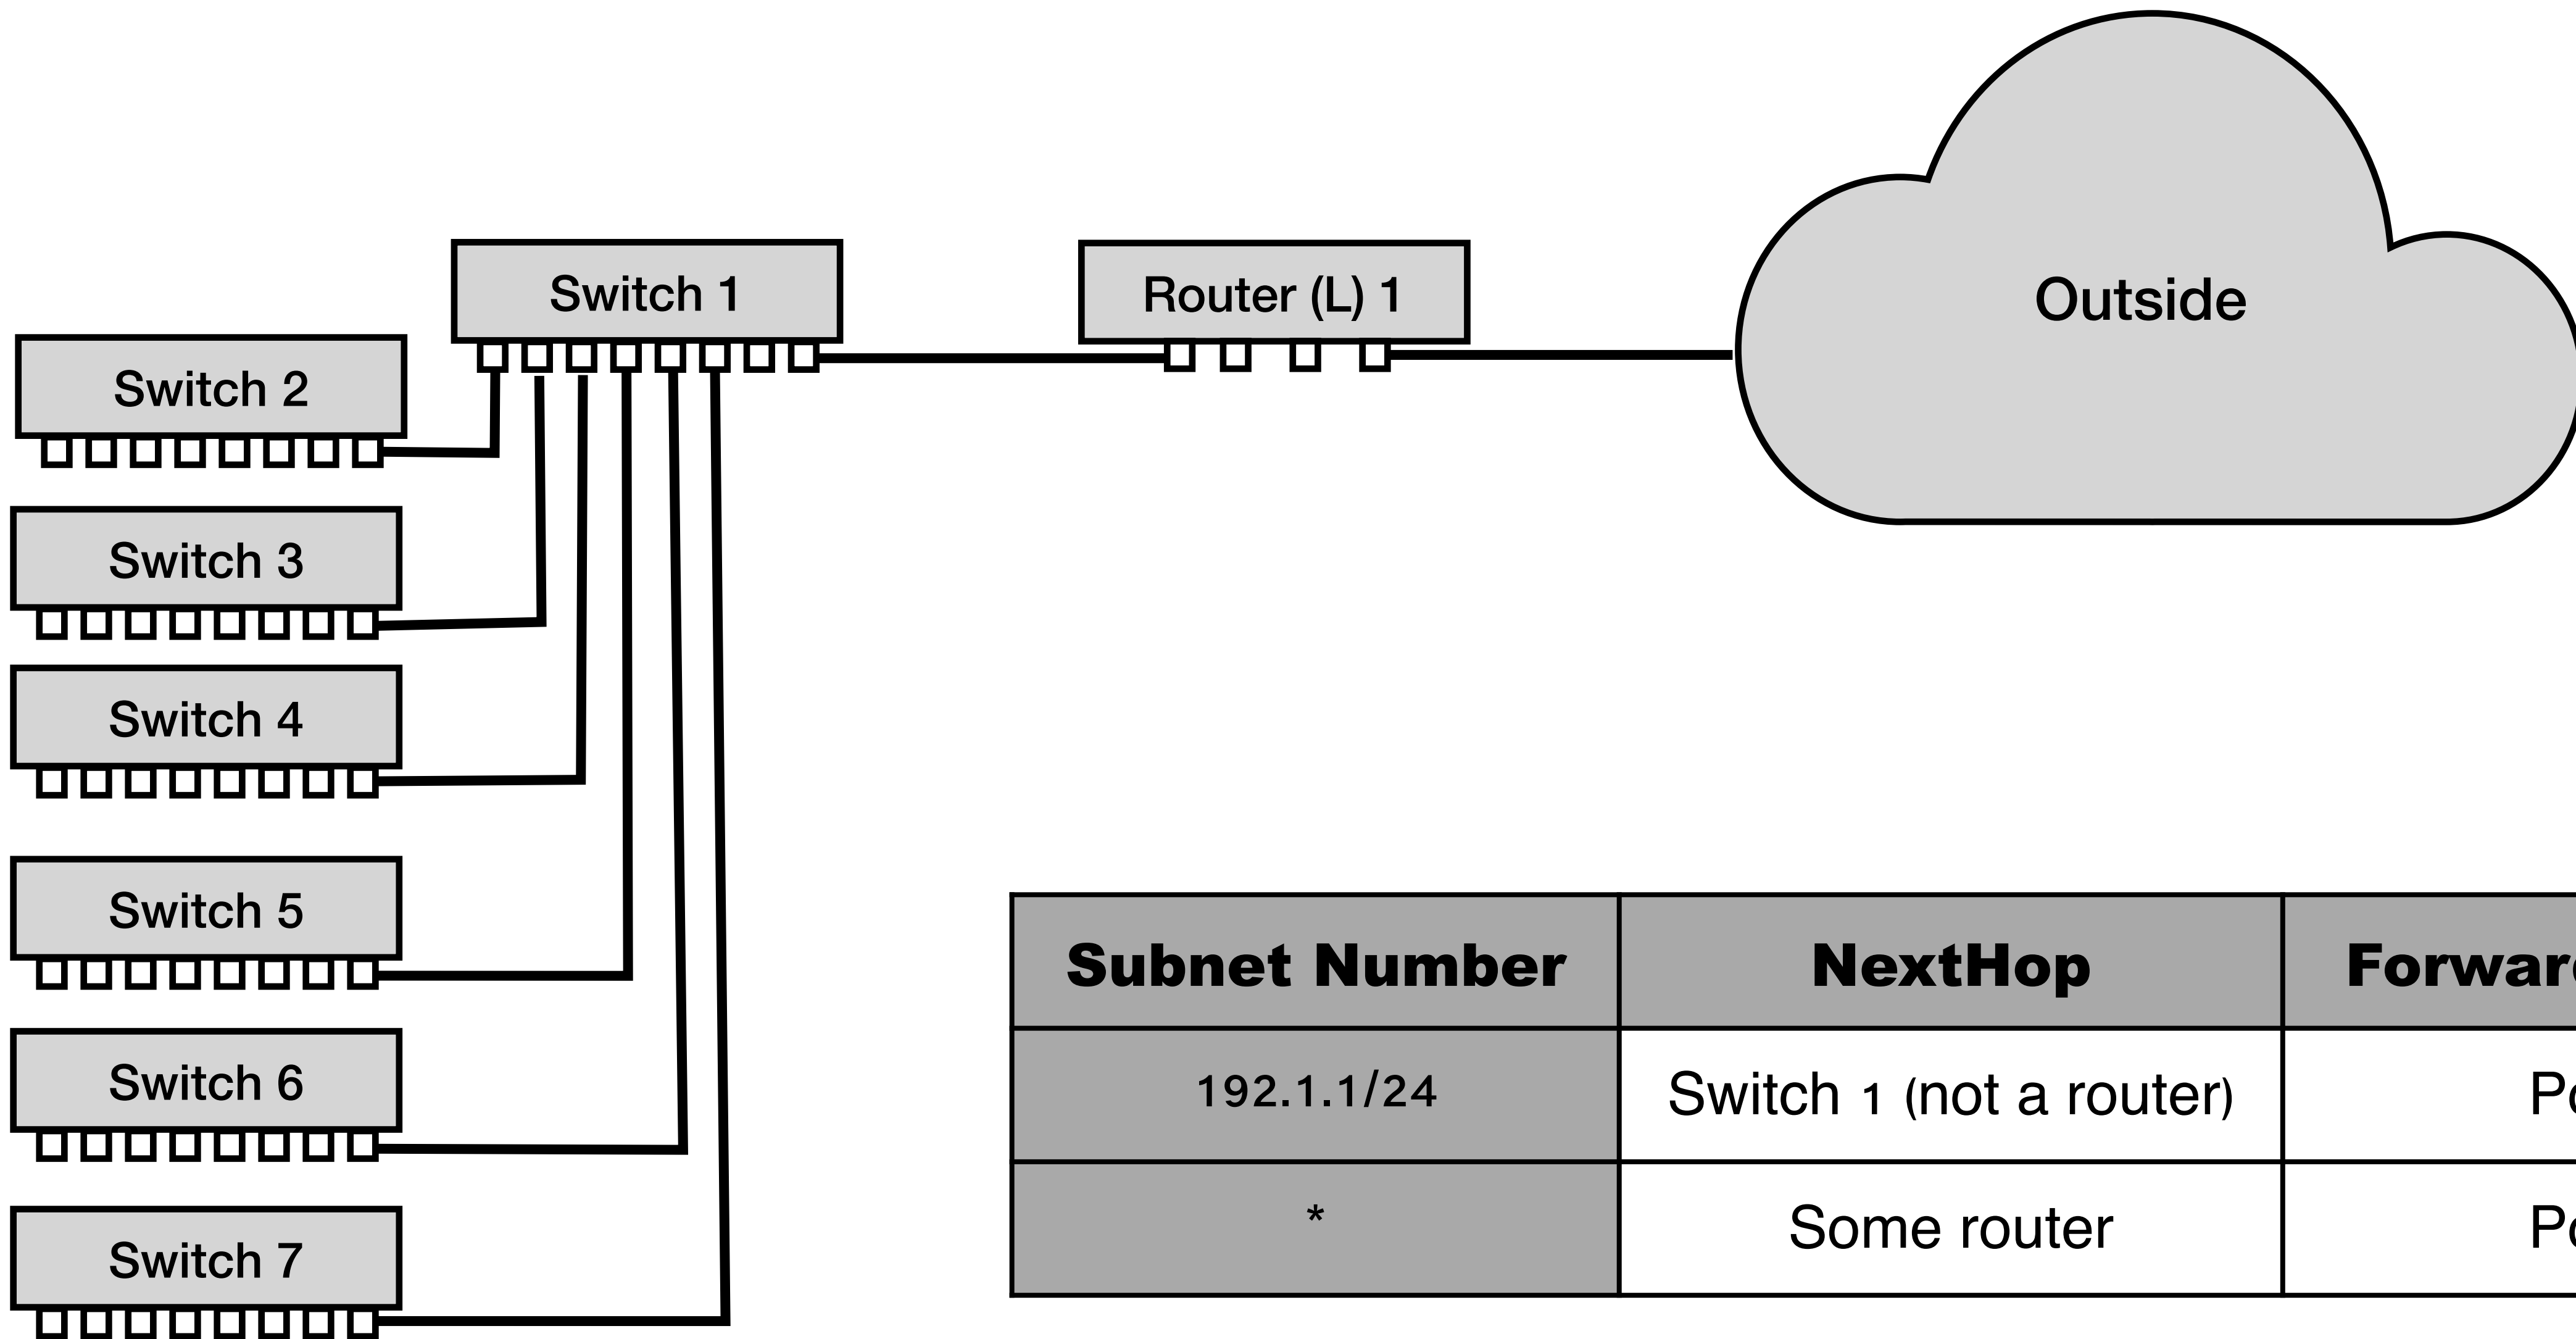 Outside
Switch 1
Router (L) 1
Switch 2
Switch 3
Switch 4
Switch 5
Switch 6
Switch 7
Subnet Number NextHop
192.1.1/24 Switch 1 (not a router)
* Some router